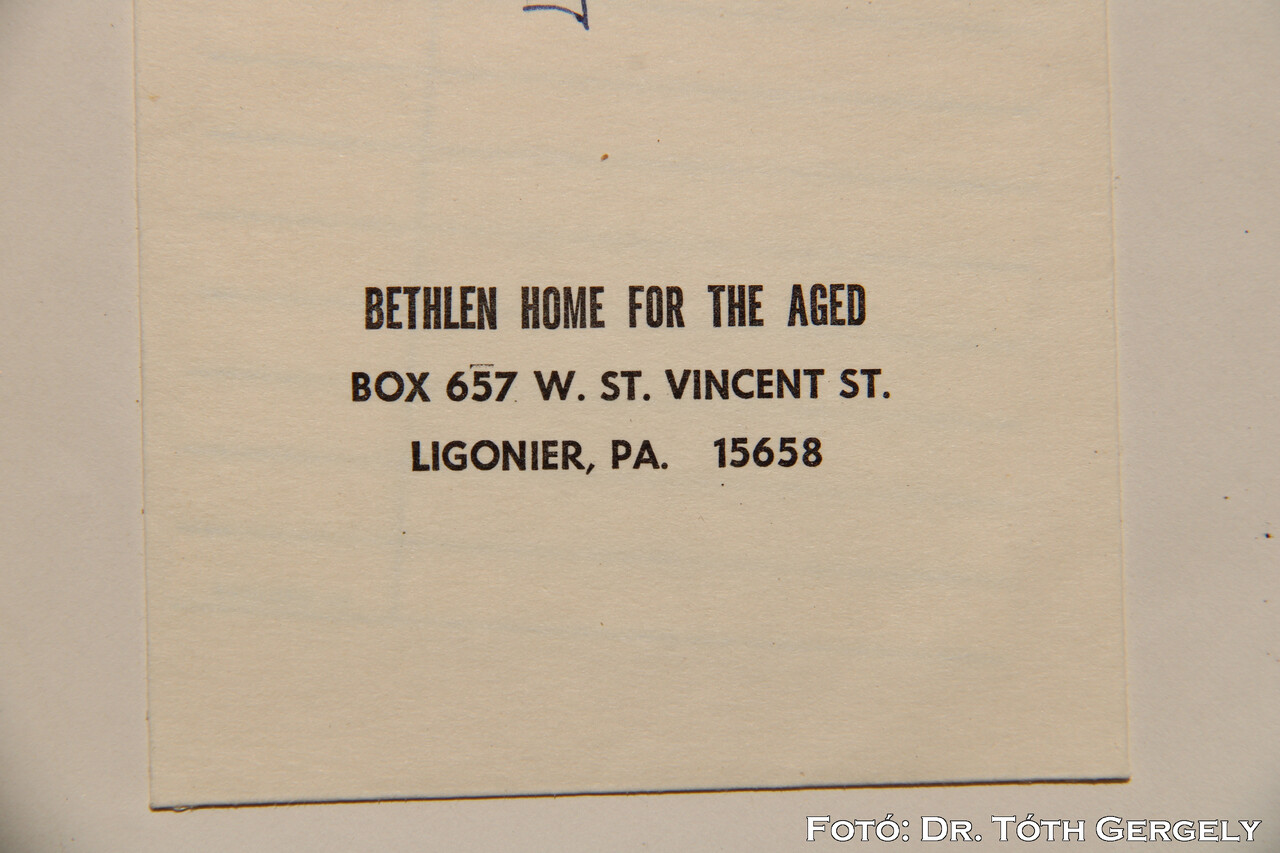 BETHLEN HOME FOR THE AGED
BOX 657 W. ST. VINCENT ST.
LIGONIER, PA. 15658
Fotó: Dr. Tóth Gergely